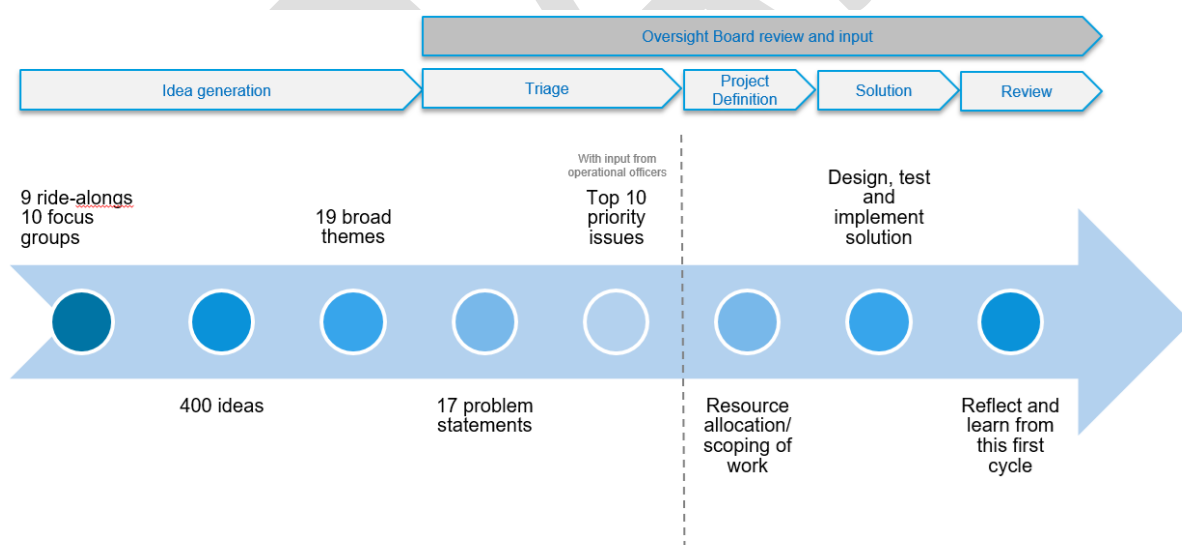 Oversight Board review and input
Idea generation
Triage
Project
Definition
Solution
Review
9 ride-alongs
10 focus
groups
400 ideas
19 broad
themes
17 problem
statements
With input from
operational officers
Top 10
priority
issues
Resource
allocation/
scoping of
work
Design, test
and
implement
solution
Reflect and
learn from
this first
cycle